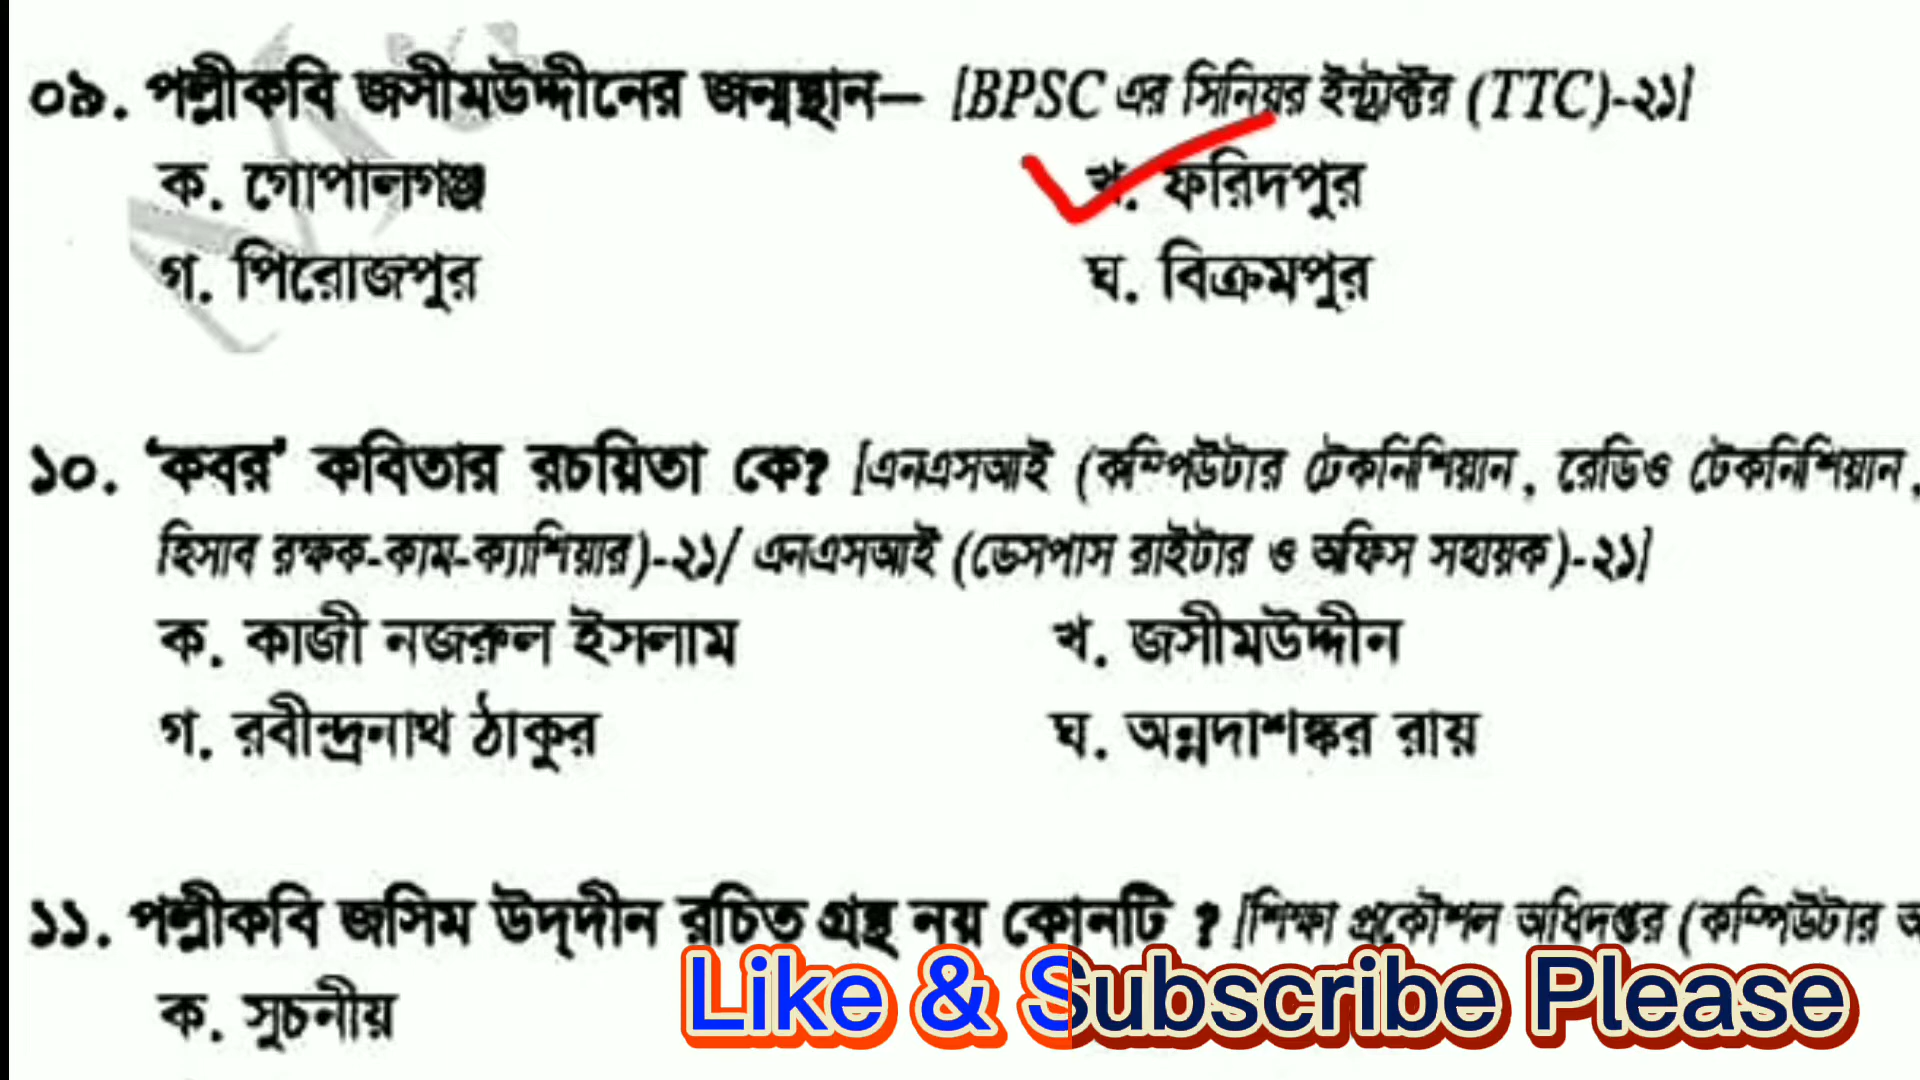 ০৯. পল্লীকবি জসীমউদ্দীনের জন্মস্থান— [BPSC এর সিনিয়র ইন্সট্রাক্টর (TTC)-২১]
ক. গোপালগঞ্জ খ. ফরিদপুর
গ. পিরোজপুর ঘ. বিক্রমপুর
১০. ‘কবর’ কবিতার রচয়িতা কে? [এনএসআই (কম্পিউটার টেকনিশিয়ান, রেডিও টেকনিশিয়ান,
হিসাব রক্ষক-কাম-ক্যাশিয়ার)-২১/ এনএসআই (ডেসপাস রাইটার ও অফিস সহায়ক)-২১]
ক. কাজী নজরুল ইসলাম খ. জসীমউদ্দীন
গ. রবীন্দ্রনাথ ঠাকুর ঘ. অন্নদাশঙ্কর রায়
১১. পল্লীকবি জসিম উদ্‌দীন রচিত গ্রন্থ নয় কোনটি ? [শিক্ষা প্রকৌশল অধিদপ্তর (কম্পিউটার
ক. সুচনীয়
Like & Subscribe Please